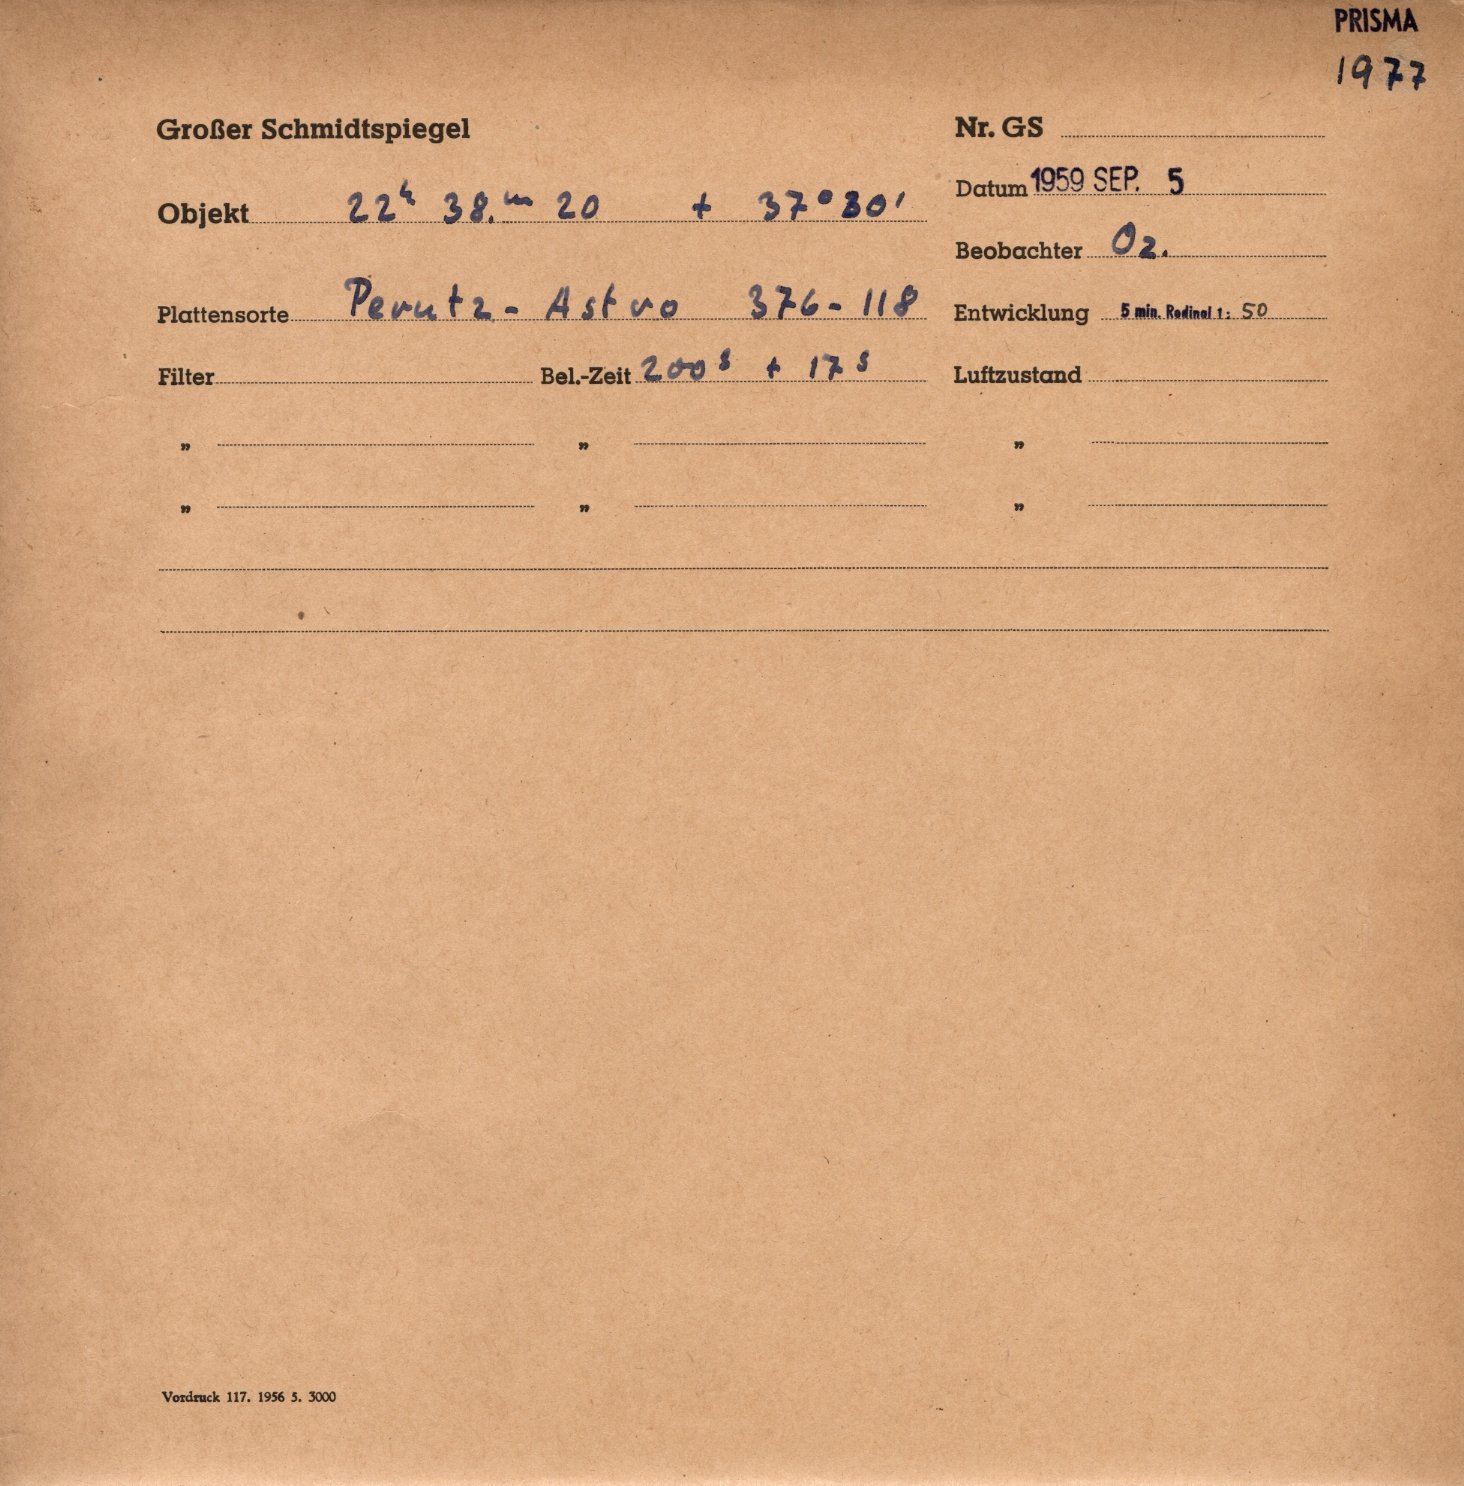 PRISMA
1977
Großer Schmidtspiegel Nr. GS
Datum 1959 SEP. 5
Objekt 22h 38.m 20 + 37° 30'
Beobachter Oz.
Plattensorte Perutz - Astro 376-118 Entwicklung 5 min. Rodinal 1: 50
Filter Bel.-Zeit 200s + 17s Luftzustand
" " "
" " "
Vordruck 117. 1956 5. 3000